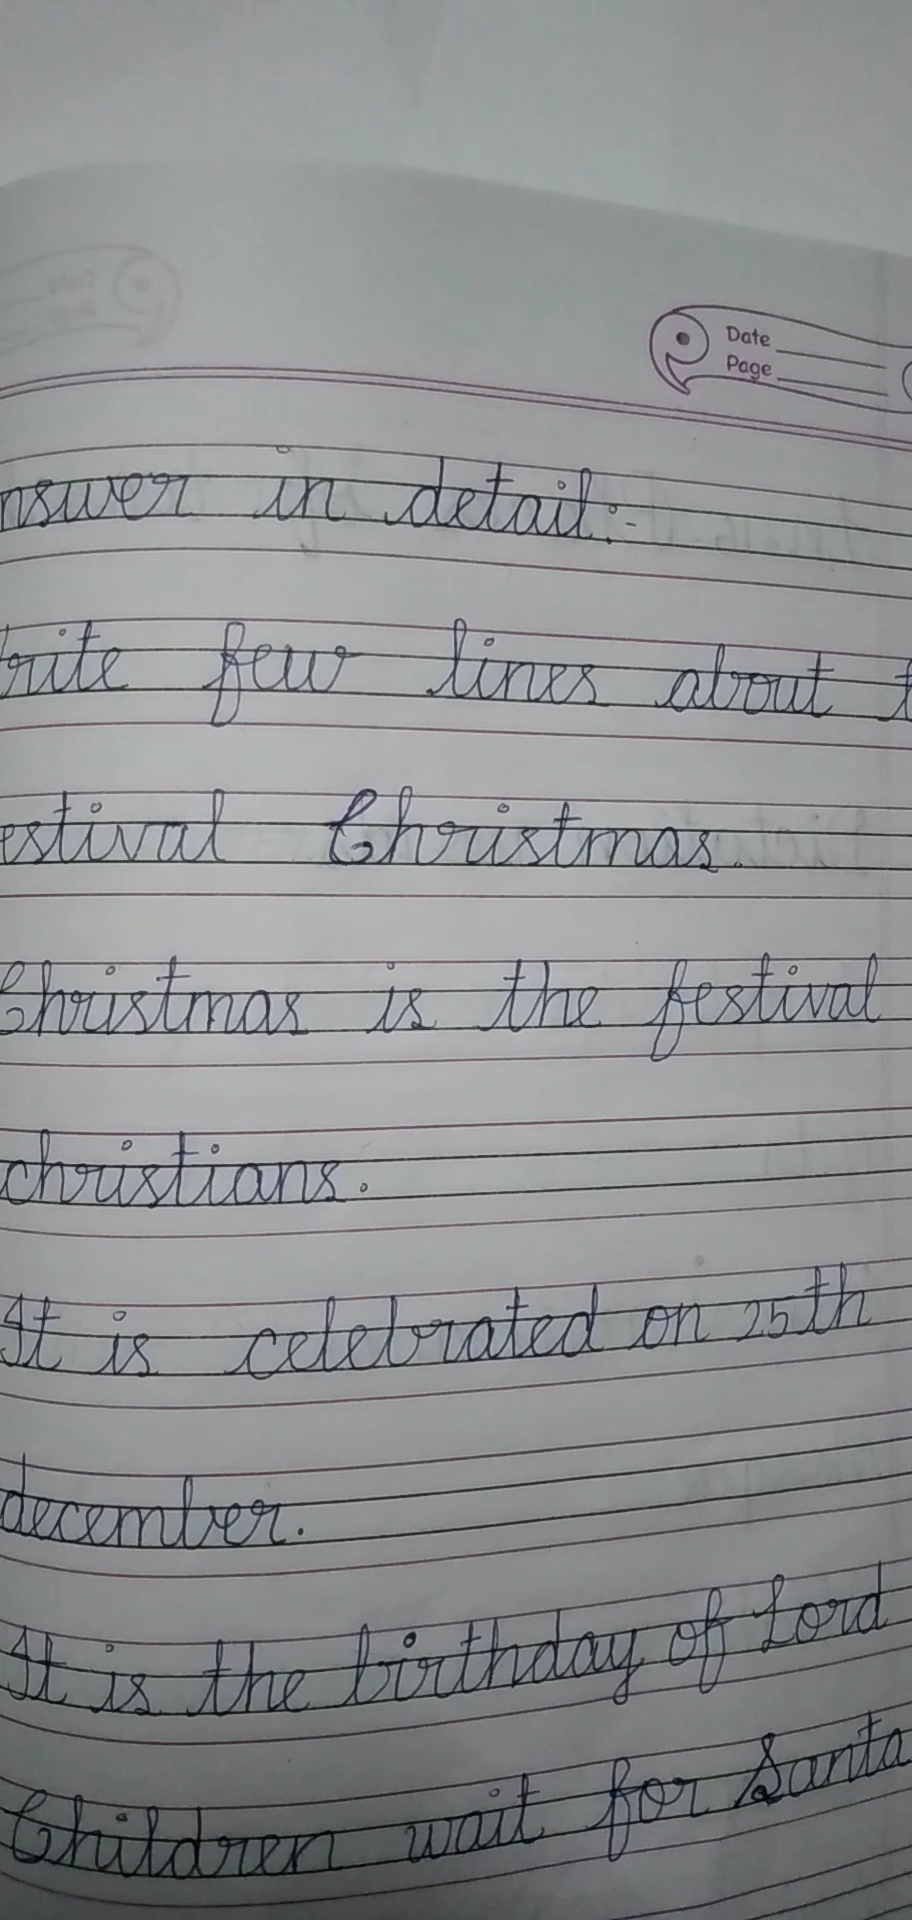 Date
Page
nswer in detail:-
rite few lines about t
estival Christmas.
Christmas is the festival
christians.
It is celebrated on 25th
december.
It is the birthday of Lord
Children wait for Santa